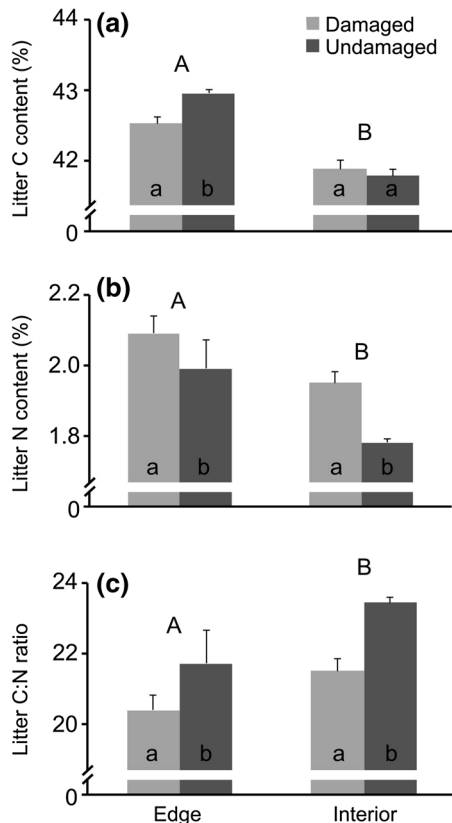 44
(a)
Damaged
Undamaged
A
43
B
42
a b a a
0
Litter C content (%)
2.2
(b)
A
B
2.0
1.8
a b a b
0
Litter N content (%)
24
(c)
B
A
22
20
a b a b
0
Litter C:N ratio
Edge Interior